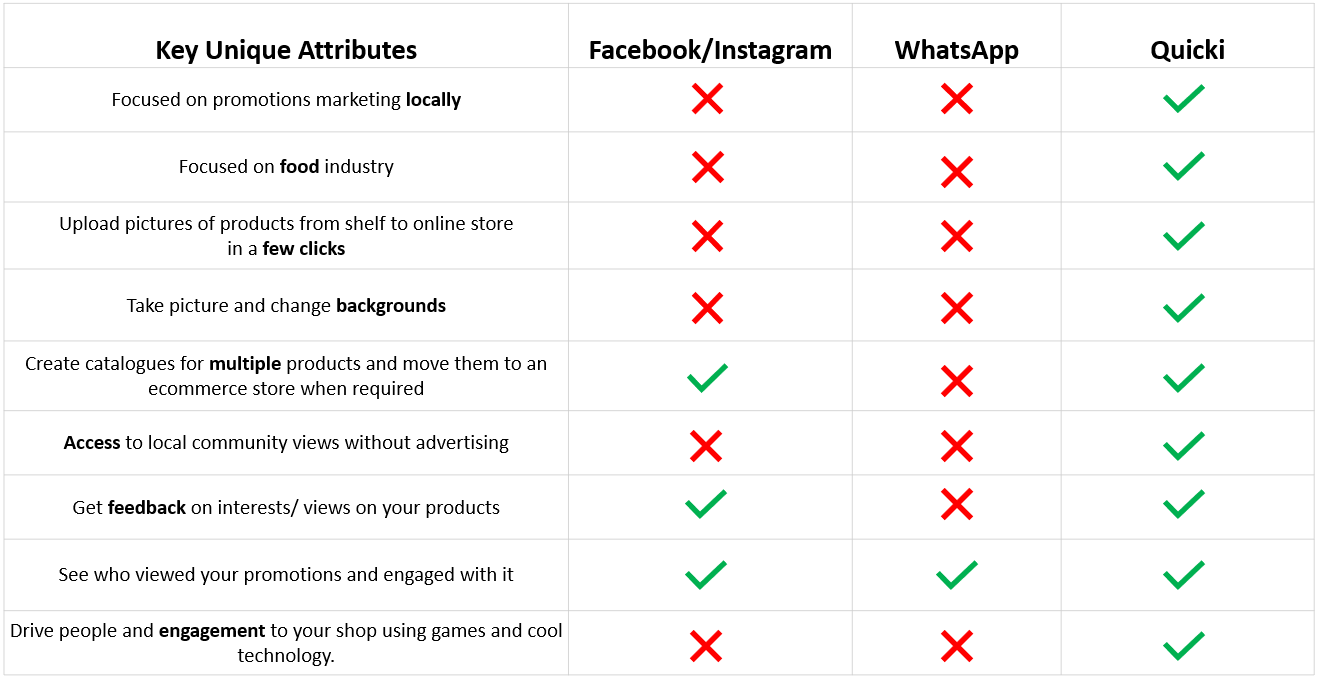 Key Unique Attributes Facebook/Instagram WhatsApp Quicki
Focused on promotions marketing locally
Focused on food industry
Upload pictures of products from shelf to online store
in a few clicks
Take picture and change backgrounds
Create catalogues for multiple products and move them to an
ecommerce store when required
Access to local community views without advertising
Get feedback on interests/ views on your products
See who viewed your promotions and engaged with it
Drive people and engagement to your shop using games and cool
technology.